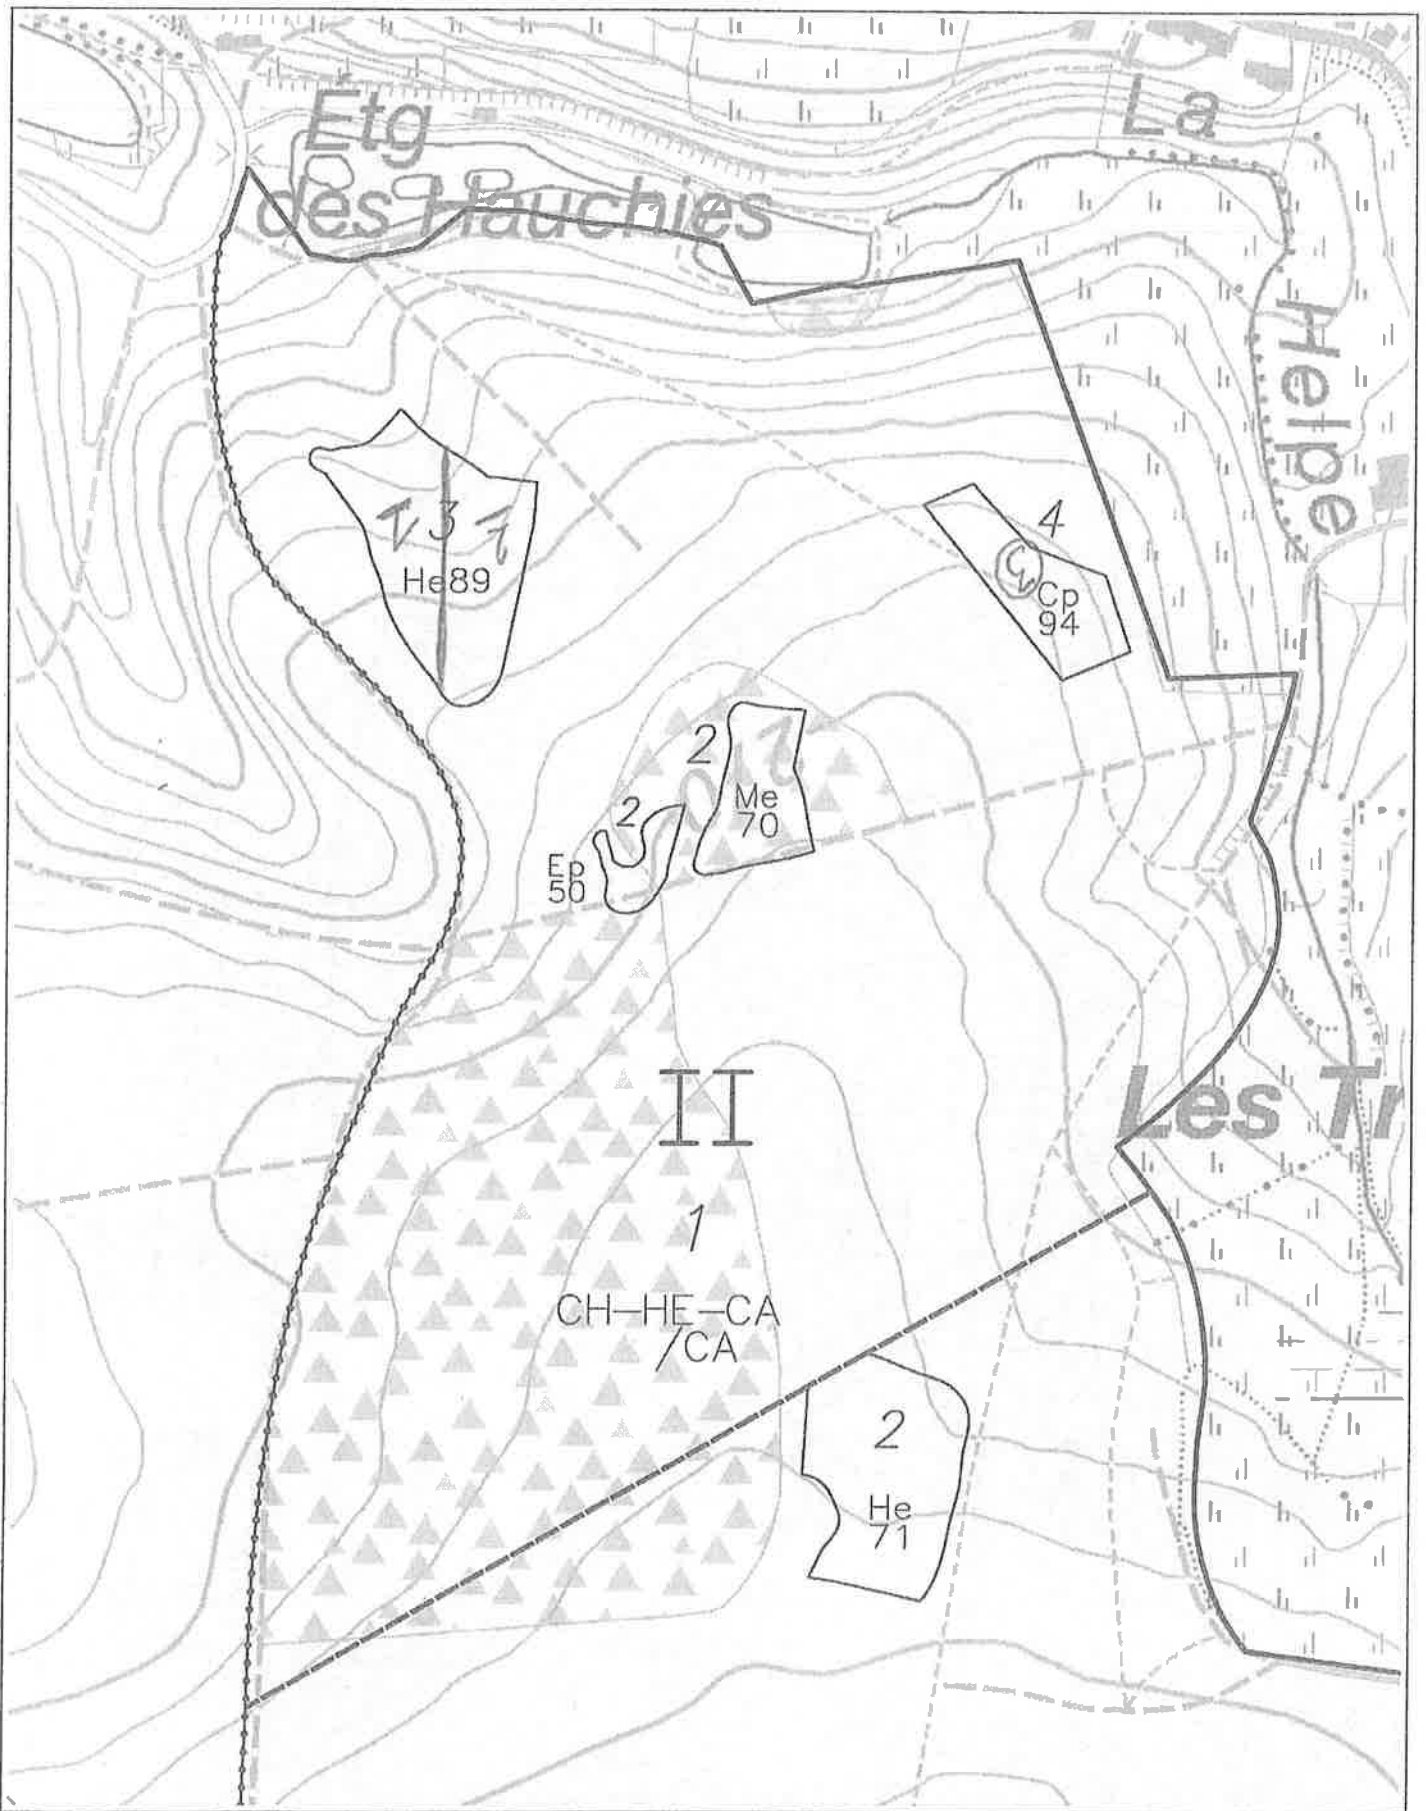 Etg
des Hauchies
La
Helpe
3
He89
4
Cp
94
2
Me
70
2
Ep
50
II
Les Tr
1
CH-HE-CA
/CA
2
He
71